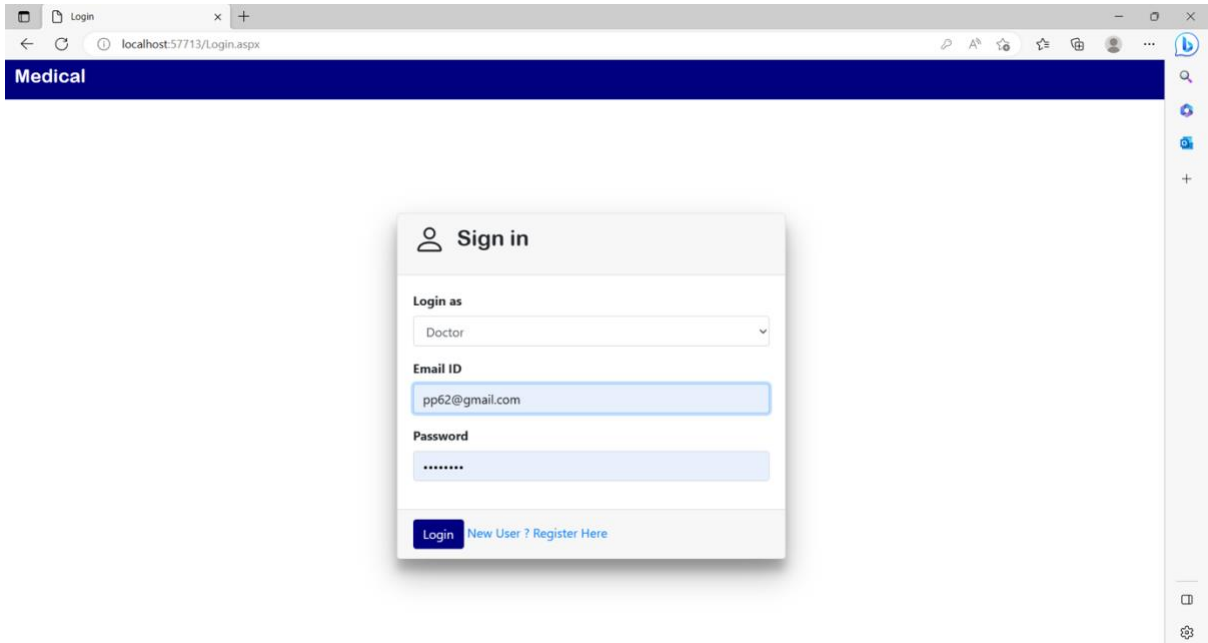 Login
localhost:57713/Login.aspx
Medical
Sign in
Login as
Doctor
Email ID
pp62@gmail.com
Password
••••••••
Login New User ? Register Here